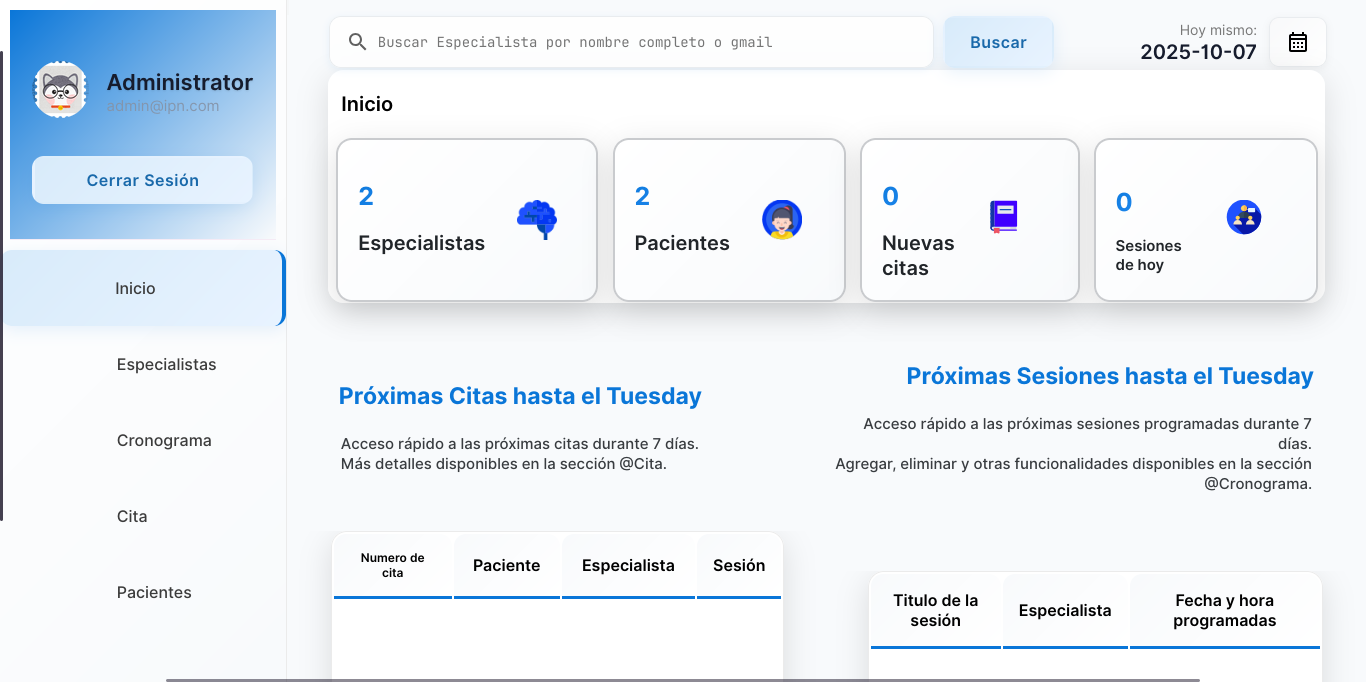 Administrator
admin@ipn.com
Cerrar Sesión
Inicio
Especialistas
Cronograma
Cita
Pacientes
Buscar Especialista por nombre completo o gmail
Buscar
Hoy mismo:
2025-10-07
Inicio
2
Especialistas
2
Pacientes
0
Nuevas
citas
0
Sesiones
de hoy
Próximas Citas hasta el Tuesday
Acceso rápido a las próximas citas durante 7 días.
Más detalles disponibles en la sección @Cita.
Numero de
cita
Paciente
Especialista
Sesión
Próximas Sesiones hasta el Tuesday
Acceso rápido a las próximas sesiones programadas durante 7
días.
Agregar, eliminar y otras funcionalidades disponibles en la sección
@Cronograma.
Titulo de la
sesión
Especialista
Fecha y hora
programadas